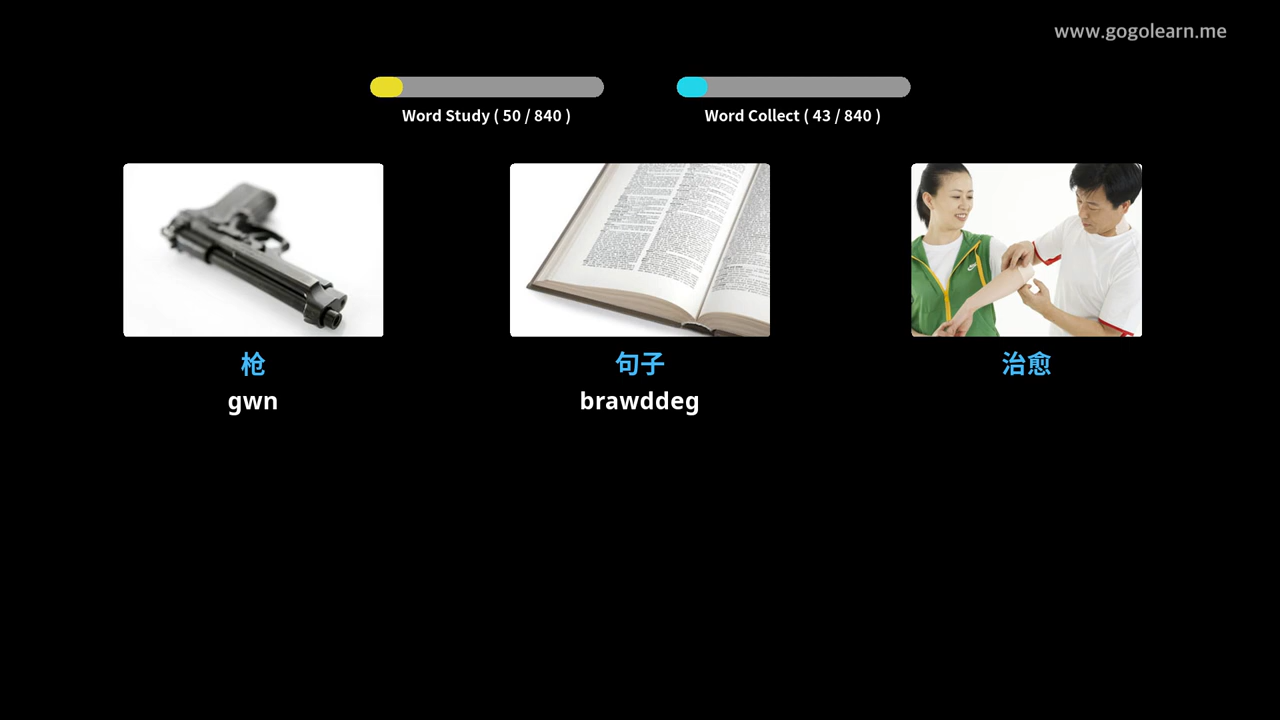 www.gogolearn.me
Word Study ( 50 / 840 )
Word Collect ( 43 / 840 )
枪
gwn
句子
brawddeg
治愈